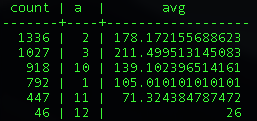 count | a | avg
-------+----+------------------
1336 | 2 | 178.172155688623
1027 | 3 | 211.499513145083
918 | 10 | 139.102396514161
792 | 1 | 105.010101010101
447 | 11 | 71.324384787472
46 | 12 | 26